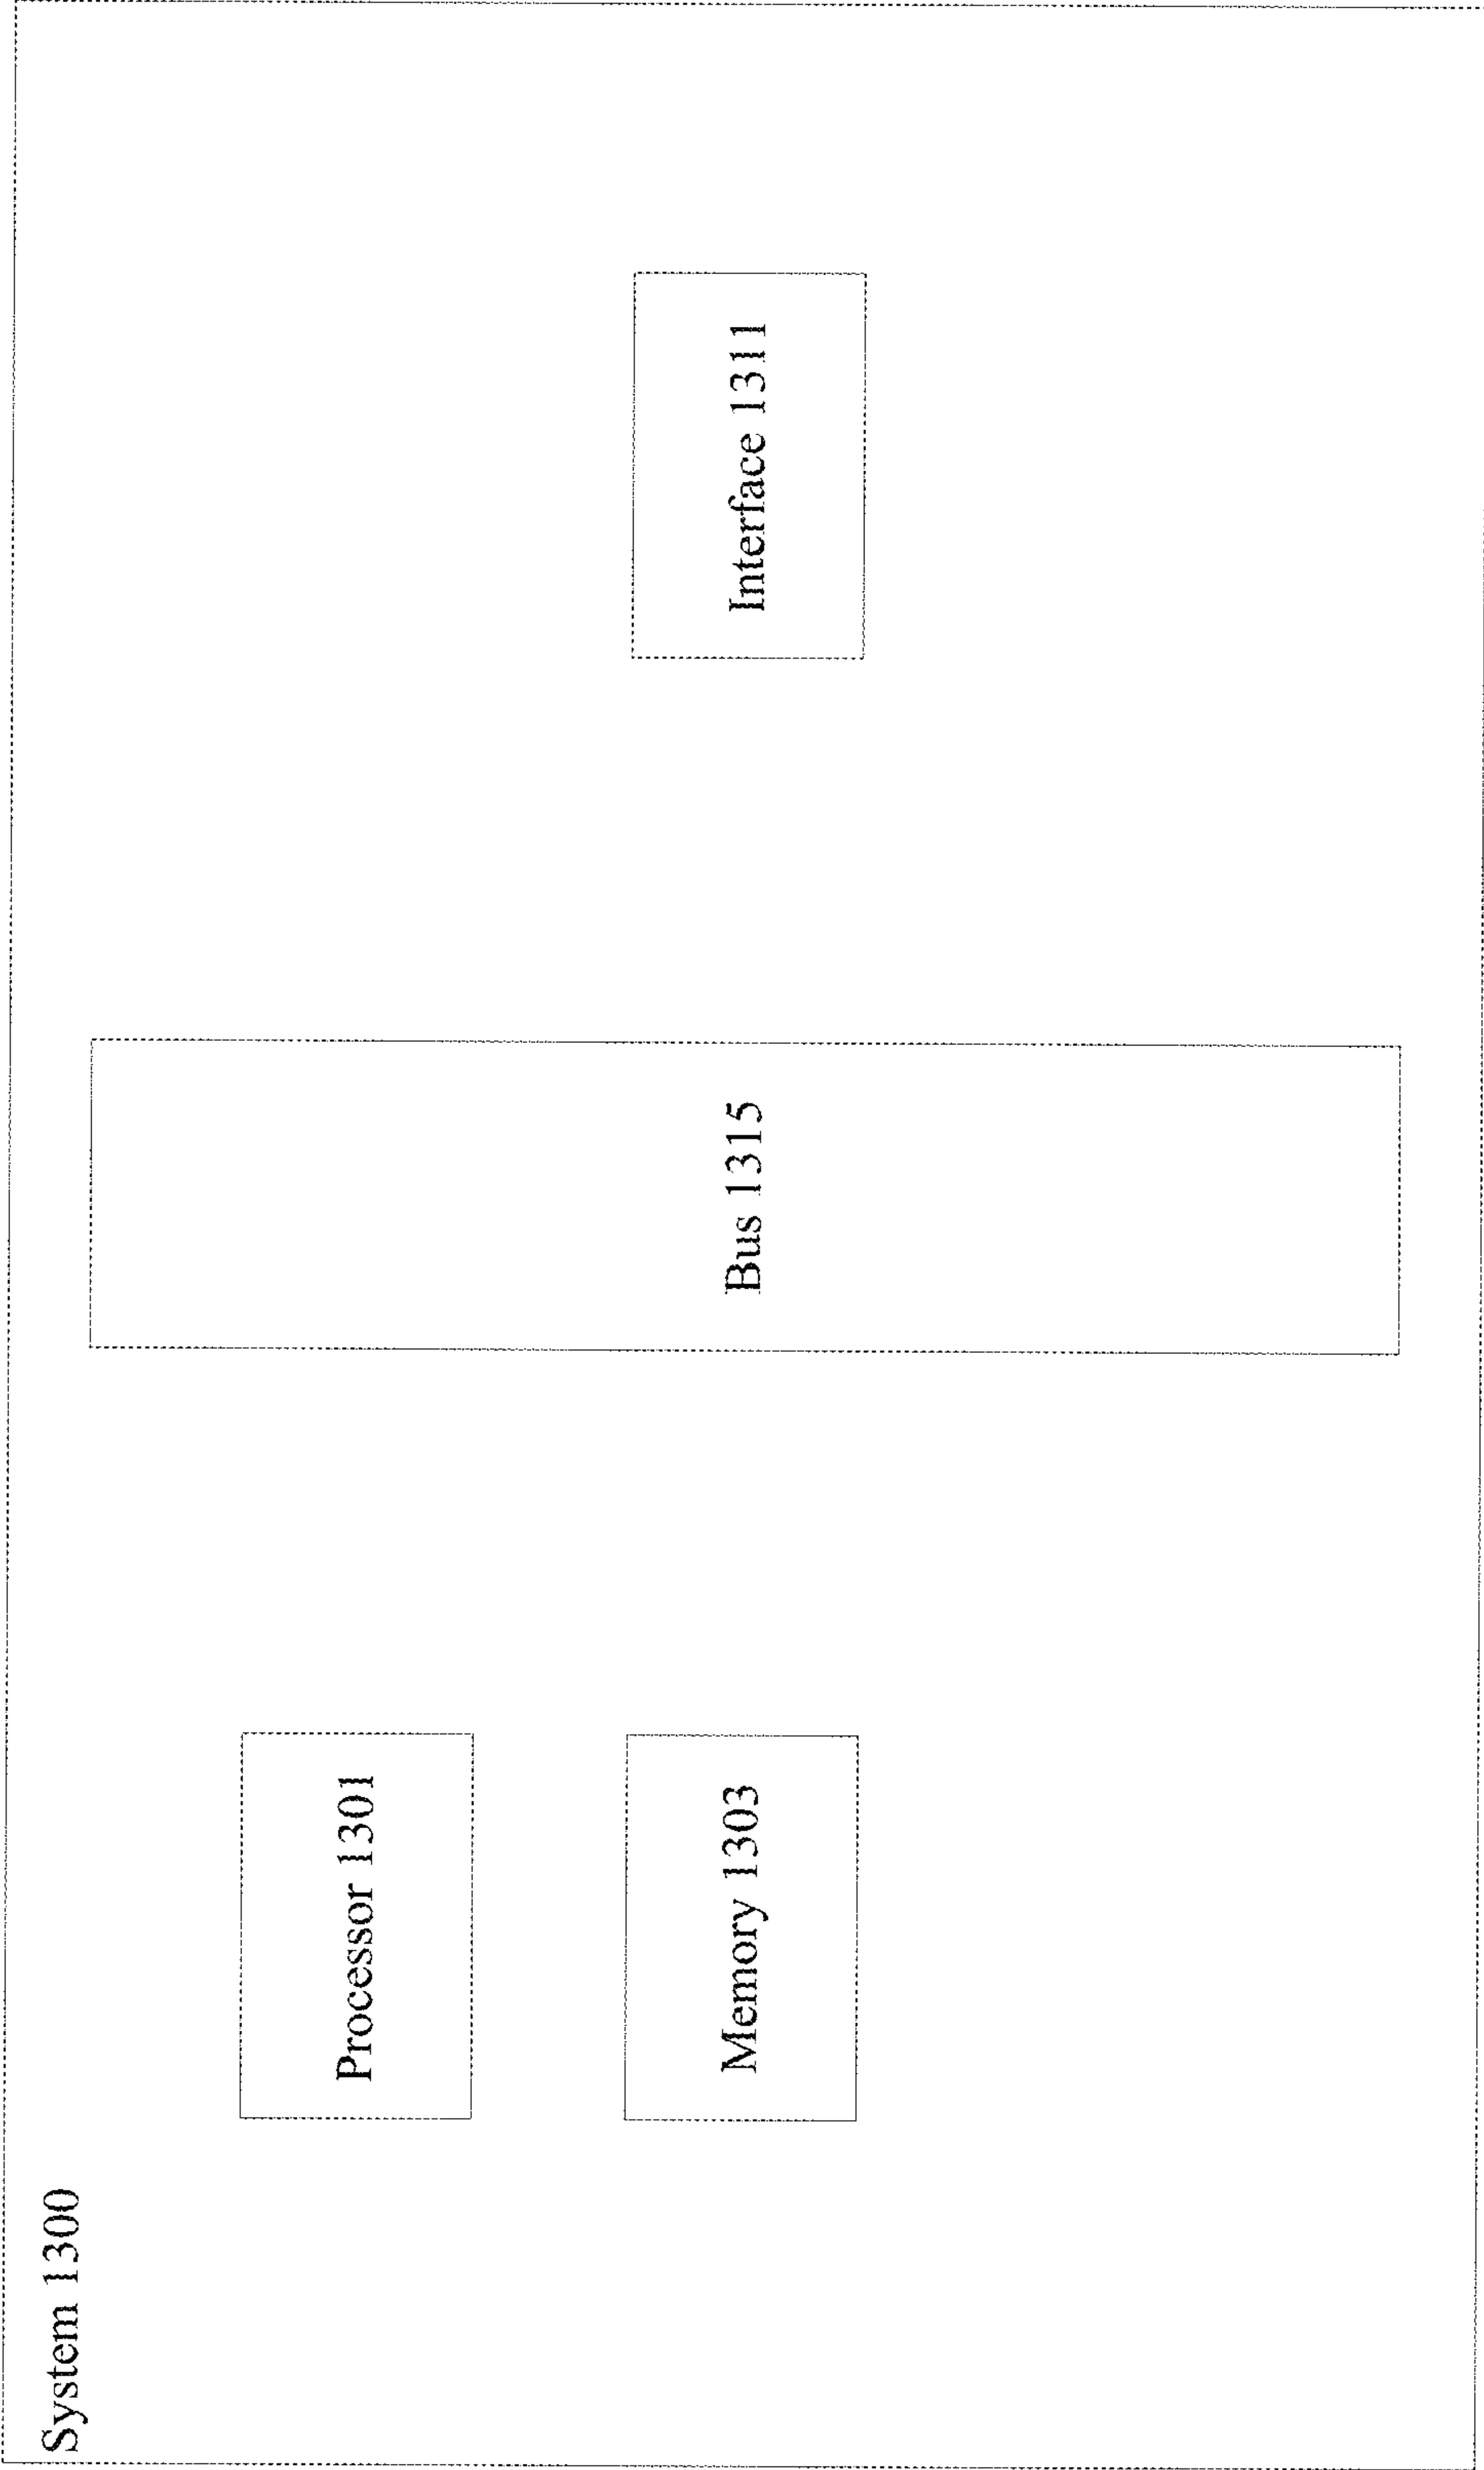 System 1300
Processor 1301
Memory 1303
Bus 1315
Interface 1311